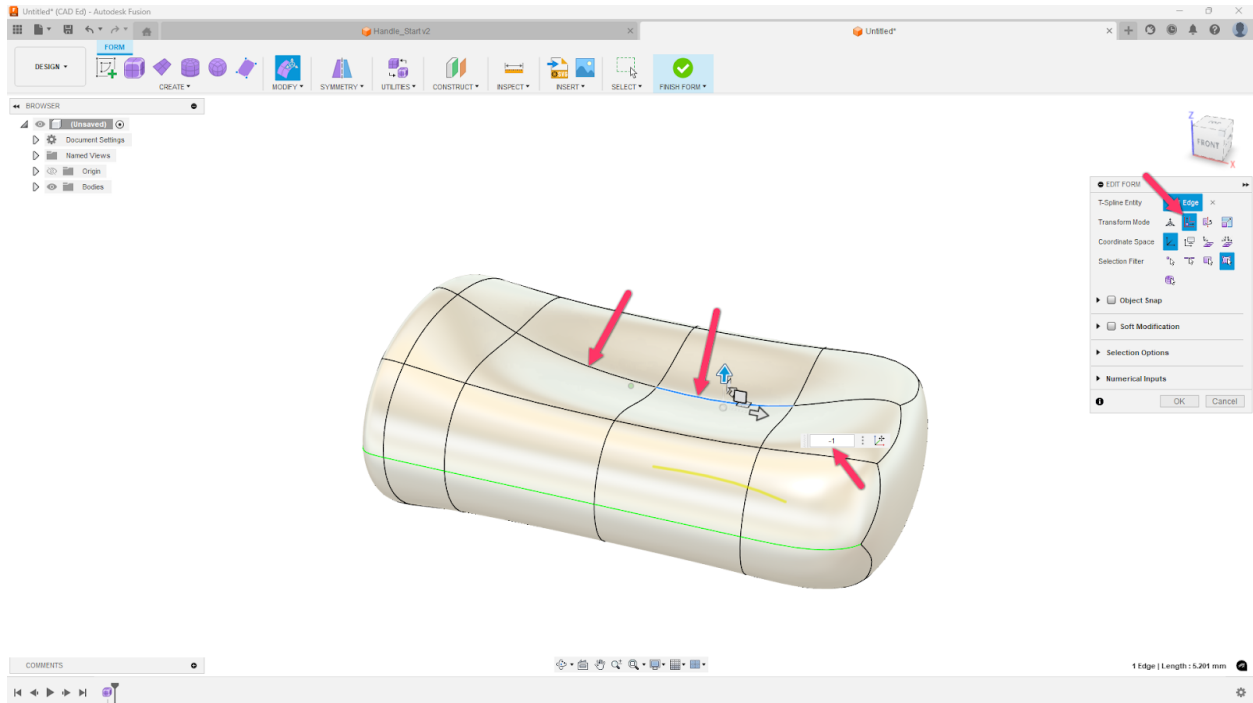 Untitled* (CAD Ed) - Autodesk Fusion
Handle_Start v2
Untitled*
FORM
DESIGN
CREATE
MODIFY
SYMMETRY
UTILITIES
CONSTRUCT
INSPECT
INSERT
SELECT
FINISH FORM
BROWSER
(Unsaved)
Document Settings
Named Views
Origin
Bodies
Z
FRONT
X
EDIT FORM
T-Spline Entity
Edge
Transform Mode
Coordinate Space
Selection Filter
Object Snap
Soft Modification
Selection Options
Numerical Inputs
OK
Cancel
-1
COMMENTS
1 Edge | Length : 5.201 mm